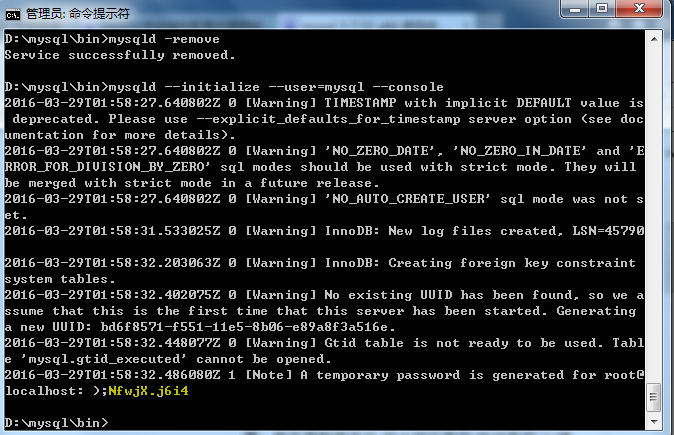 管理员: 命令提示符
D:\mysql\bin>mysqld -remove
Service successfully removed.
D:\mysql\bin>mysqld --initialize --user=mysql --console
2016-03-29T01:58:27.640802Z 0 [Warning] TIMESTAMP with implicit DEFAULT value is
 deprecated. Please use --explicit_defaults_for_timestamp server option (see doc
umentation for more details).
2016-03-29T01:58:27.640802Z 0 [Warning] 'NO_ZERO_DATE', 'NO_ZERO_IN_DATE' and 'E
RROR_FOR_DIVISION_BY_ZERO' sql modes should be used with strict mode. They will
be merged with strict mode in a future release.
2016-03-29T01:58:27.640802Z 0 [Warning] 'NO_AUTO_CREATE_USER' sql mode was not s
et.
2016-03-29T01:58:31.533025Z 0 [Warning] InnoDB: New log files created, LSN=45790
2016-03-29T01:58:32.203063Z 0 [Warning] InnoDB: Creating foreign key constraint
system tables.
2016-03-29T01:58:32.402075Z 0 [Warning] No existing UUID has been found, so we a
ssume that this is the first time that this server has been started. Generating
a new UUID: bd6f8571-f551-11e5-8b06-e89a8f3a516e.
2016-03-29T01:58:32.448077Z 0 [Warning] Gtid table is not ready to be used. Tabl
e 'mysql.gtid_executed' cannot be opened.
2016-03-29T01:58:32.486080Z 1 [Note] A temporary password is generated for root@
localhost: );NfwjX.j6i4
D:\mysql\bin>